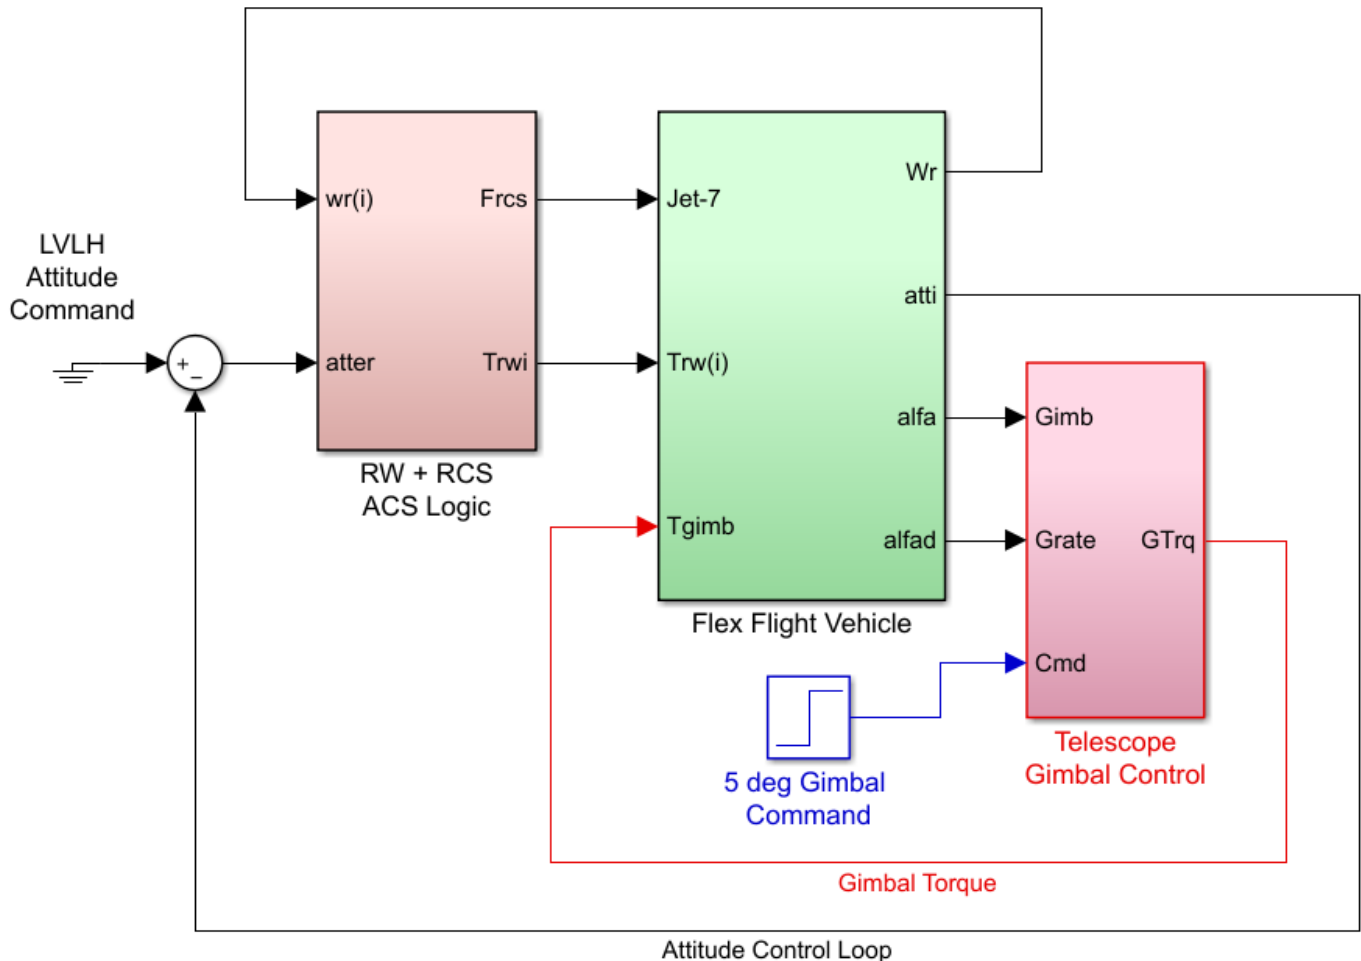 LVLH
Attitude
Command
+
_
wr(i)
Frcs
atter
Trwi
RW + RCS
ACS Logic
Jet-7
Wr
atti
Trw(i)
alfa
Tgimb
alfad
Flex Flight Vehicle
Gimb
Grate
GTrq
Cmd
Telescope
Gimbal Control
5 deg Gimbal
Command
Gimbal Torque
Attitude Control Loop